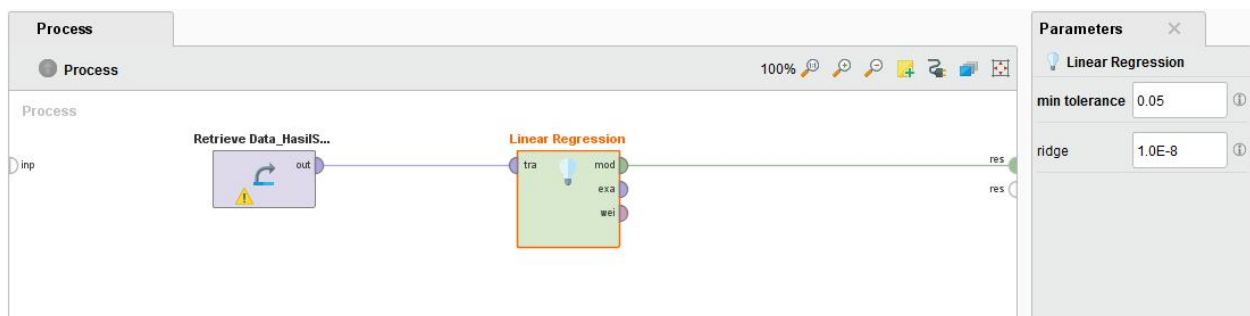 Process
Process
100%
Process
inp
Retrieve Data_HasilS...
out
Linear Regression
tra
mod
exa
wei
res
res
Parameters
Linear Regression
min tolerance
0.05
ridge
1.0E-8